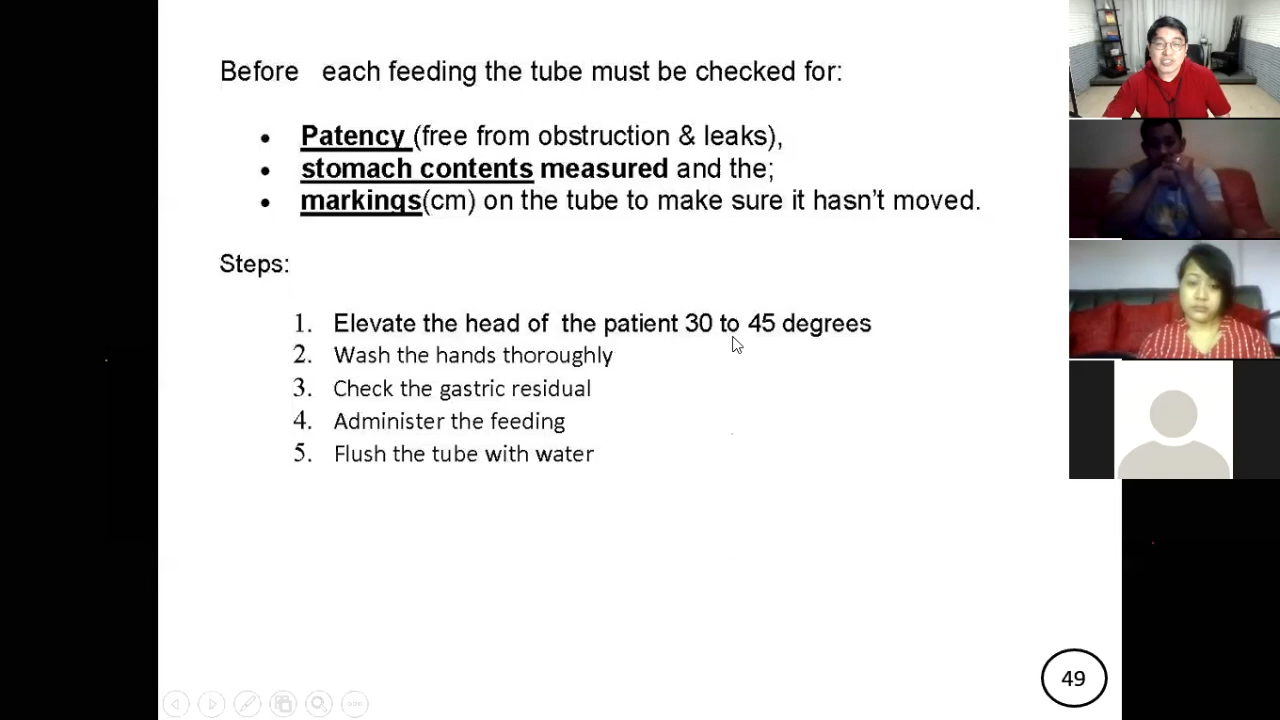 Before each feeding the tube must be checked for:
• Patency (free from obstruction & leaks),
• stomach contents measured and the;
• markings(cm) on the tube to make sure it hasn't moved.
Steps:
1. Elevate the head of the patient 30 to 45 degrees
2. Wash the hands thoroughly
3. Check the gastric residual
4. Administer the feeding
5. Flush the tube with water
49